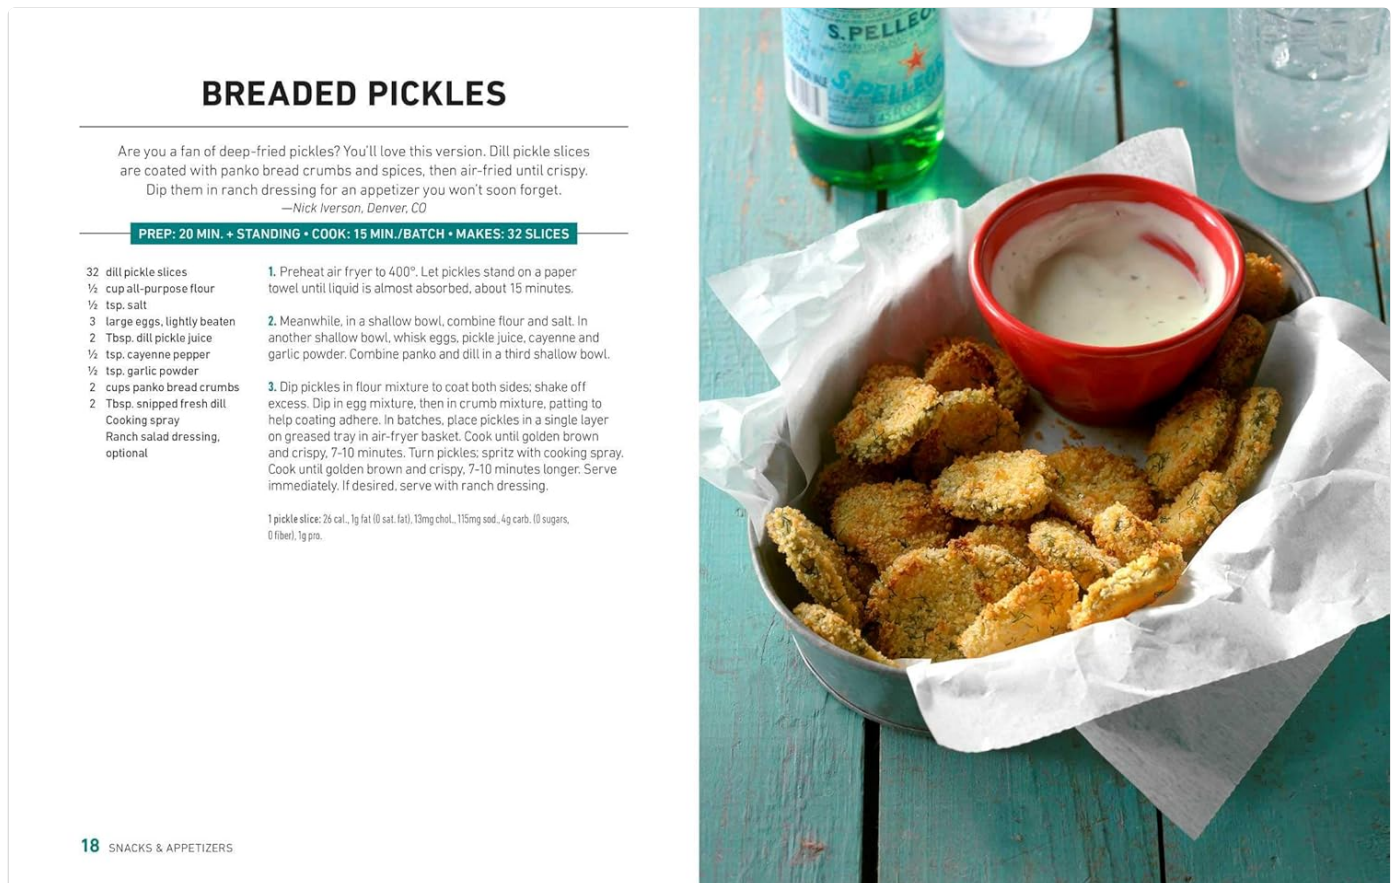 BREADED PICKLES
Are you a fan of deep-fried pickles? You'll love this version. Dill pickle slices
are coated with panko bread crumbs and spices, then air-fried until crispy.
Dip them in ranch dressing for an appetizer you won't soon forget.
—Nick Iverson, Denver, CO
PREP: 20 MIN. + STANDING • COOK: 15 MIN./BATCH • MAKES: 32 SLICES
32 dill pickle slices
½ cup all-purpose flour
½ tsp. salt
3 large eggs, lightly beaten
2 Tbsp. dill pickle juice
½ tsp. cayenne pepper
½ tsp. garlic powder
2 cups panko bread crumbs
2 Tbsp. snipped fresh dill
Cooking spray
Ranch salad dressing,
optional
1. Preheat air fryer to 400°. Let pickles stand on a paper
towel until liquid is almost absorbed, about 15 minutes.
2. Meanwhile, in a shallow bowl, combine flour and salt. In
another shallow bowl, whisk eggs, pickle juice, cayenne and
garlic powder. Combine panko and dill in a third shallow bowl.
3. Dip pickles in flour mixture to coat both sides; shake off
excess. Dip in egg mixture, then in crumb mixture, patting to
help coating adhere. In batches, place pickles in a single layer
on greased tray in air-fryer basket. Cook until golden brown
and crispy, 7-10 minutes. Turn pickles; spritz with cooking spray.
Cook until golden brown and crispy, 7-10 minutes longer. Serve
immediately. If desired, serve with ranch dressing.
1 pickle slice: 26 cal., 1g fat (0 sat. fat), 13mg chol., 115mg sod., 4g carb. (0 sugars,
0 fiber), 1g pro.
18 SNACKS & APPETIZERS
S.PELLEG
S.PELLEGR